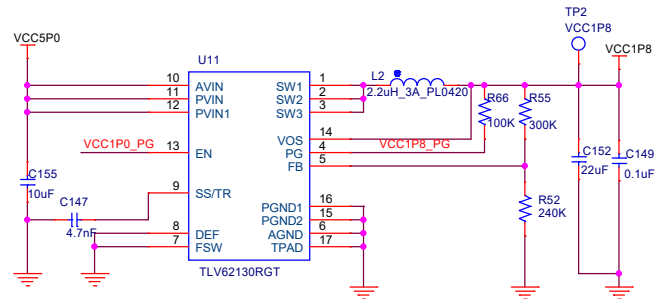 TP2
VCC5P0
VCC1P8
VCC1P8
U11
L2
2.2uH_3A_PL0420
10 AVIN SW1 1
11 PVIN SW2 2
12 PVIN1 SW3 3
R66
100K
R55
300K
VCC1P0_PG 13 EN
VOS 14
PG 4 VCC1P8_PG
FB 5
C155
10uF
C147
4.7nF
9 SS/TR
C152
22uF
C149
0.1uF
R52
240K
PGND1 16
PGND2 15
8 DEF AGND 6
7 FSW TPAD 17
TLV62130RGT